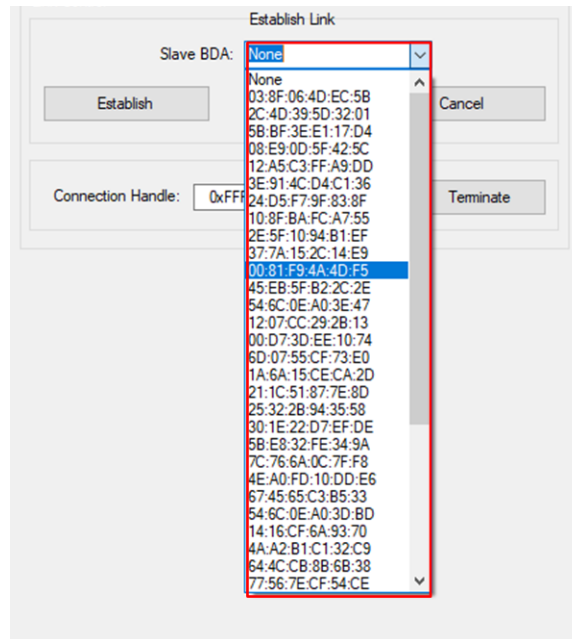 Establish Link
Slave BDA: None
None
03:8F:06:4D:EC:5B
Establish
Cancel
2C:4D:39:5D:32:01
5B:BF:3E:E1:17:D4
08:E9:0D:5F:42:5C
12:A5:C3:FF:A9:DD
3E:91:4C:D4:C1:36
Connection Handle: 0xFFF
Terminate
24:D5:F7:9F:83:8F
10:8F:BA:FC:A7:55
2E:5F:10:94:B1:EF
37:7A:15:2C:14:E9
00:81:F9:4A:4D:F5
45:EB:5F:B2:2C:2E
54:6C:0E:A0:3E:47
12:07:CC:29:2B:13
00:D7:3D:EE:10:74
6D:07:55:CF:73:E0
1A:6A:15:CE:CA:2D
21:1C:51:87:7E:8D
25:32:2B:94:35:58
30:1E:22:D7:EF:DE
5B:E8:32:FE:34:9A
7C:76:6A:0C:7F:F8
4E:A0:FD:10:DD:E6
67:45:65:C3:B5:33
54:6C:0E:A0:3D:BD
14:16:CF:6A:93:70
4A:A2:B1:C1:32:C9
64:4C:CB:8B:6B:38
77:56:7E:CF:54:CE